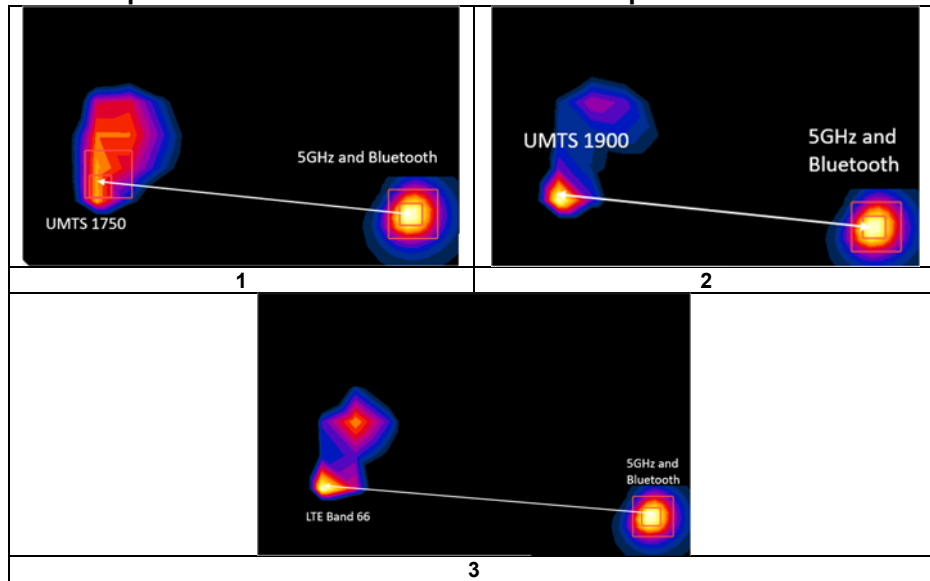 5GHz and Bluetooth
UMTS 1750
1
UMTS 1900
5GHz and
Bluetooth
2
5GHz and
Bluetooth
LTE Band 66
3